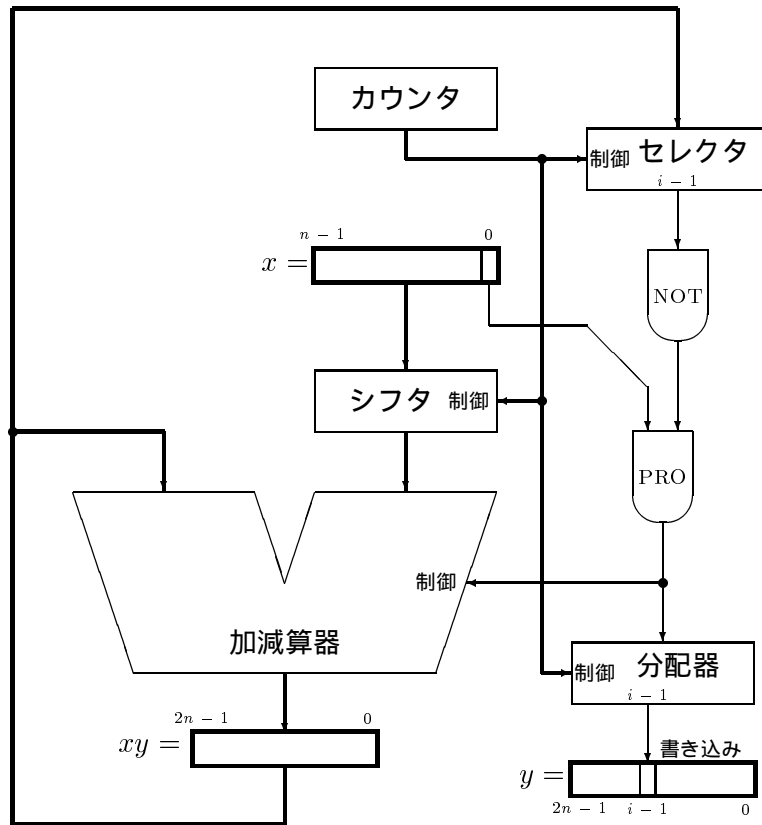 カウンタ
制御 セレクタ
i − 1
n − 1 0
x =
NOT
シフタ 制御
PRO
制御
加減算器
制御 分配器
i − 1
2n − 1 0
xy =
書き込み
y =
2n − 1 i − 1 0